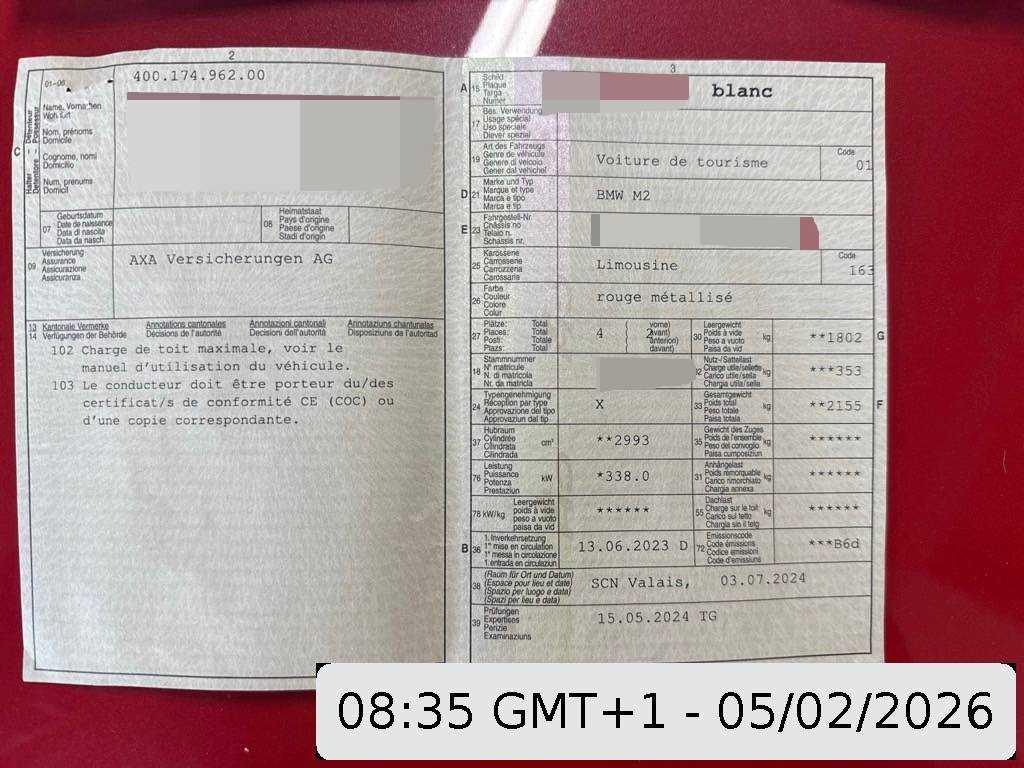 2
01-06
400.174.962.00
C
Halter - Détenteur
Detentore - Possessur
Name, Vornamen
Wohnort
Nom, prénoms
Domicile
Cognome, nomi
Domicilio
Num, prenums
Domicil
07
Geburtsdatum
Date de naissance
Data di nascita
Data da nasch.
08
Heimatstaat
Pays d'origine
Paese d'origine
Stadi d'origin
09
Versicherung
Assurance
Assicurazione
Assicuranza
AXA Versicherungen AG
13 Kantonale Vermerke Annotations cantonales Annotazioni cantonali Annotaziuns chantunalas
14 Verfügungen der Behörde Décisions de l'autorité Decisioni dell'autorità Disposiziuns da l'autoritad
102 Charge de toit maximale, voir le
manuel d'utilisation du véhicule.
103 Le conducteur doit être porteur du/des
certificat/s de conformité CE (COC) ou
d'une copie correspondante.
3
A 15
Schild
Plaque
Targa
Numer
blanc
17
Bes. Verwendung
Usage spécial
Uso speciale
Diever spezial
19
Art des Fahrzeugs
Genre de véhicule
Genere di veicolo
Gener dal vehichel
Voiture de tourisme
Code
01
D 21
Marke und Typ
Marque et type
Marca e tipo
Marca e tip
BMW M2
E 23
Fahrgestell-Nr.
Châssis no
Telaio n.
Schassis nr.
25
Karosserie
Carrosserie
Carrozzeria
Carossaria
Limousine
Code
163
26
Farbe
Couleur
Colore
Colur
rouge métallisé
27
Plätze: Total
Places: Total
Posti: Totale
Plazs: Total
4
2
vorne)
avant)
anteriori)
davant)
30
Leergewicht
Poids à vide
Peso a vuoto
Paisa da vid
kg
**1802
G
18
Stammnummer
N° matricule
N. di matricola
Nr. da matricla
32
Nutz-/Sattellast
Charge utile/sellette
Carico utile/sella
Chargia utila/sella
kg
***353
24
Typengenehmigung
Réception par type
Approvazione del tipo
Approvaziun dal tip
X
33
Gesamtgewicht
Poids total
Peso totale
Paisa totala
kg
**2155
F
37
Hubraum
Cylindrée
Cilindrata
Cilindrada
cm³
**2993
35
Gewicht des Zuges
Poids de l'ensemble
Peso del convoglio
Paisa cumposiziun
kg
******
76
Leistung
Puissance
Potenza
Prestaziun
kW
*338.0
31
Anhängelast
Poids remorquable
Carico rimorchiato
Chargia annexa
kg
******
78 kW/kg
Leergewicht
poids à vide
peso a vuoto
paisa da vid
******
55
Dachlast
Charge sur le toit
Carico sul tetto
Chargia sin il tetg
kg
******
B 36
1. Inverkehrsetzung
1re mise en circulation
1a messa in circolazione
1. entrada en circulaziun
13.06.2023 D
72
Emissionscode
Code émissions
Codice emissioni
Code d'emissiuns
***B6d
38
(Raum für Ort und Datum)
(Espace pour lieu et date)
(Spazio per luogo e data)
(Spazi per lieu e data)
SCN Valais, 03.07.2024
39
Prüfungen
Expertises
Perizie
Examinaziuns
15.05.2024 TG
08:35 GMT+1 - 05/02/2026